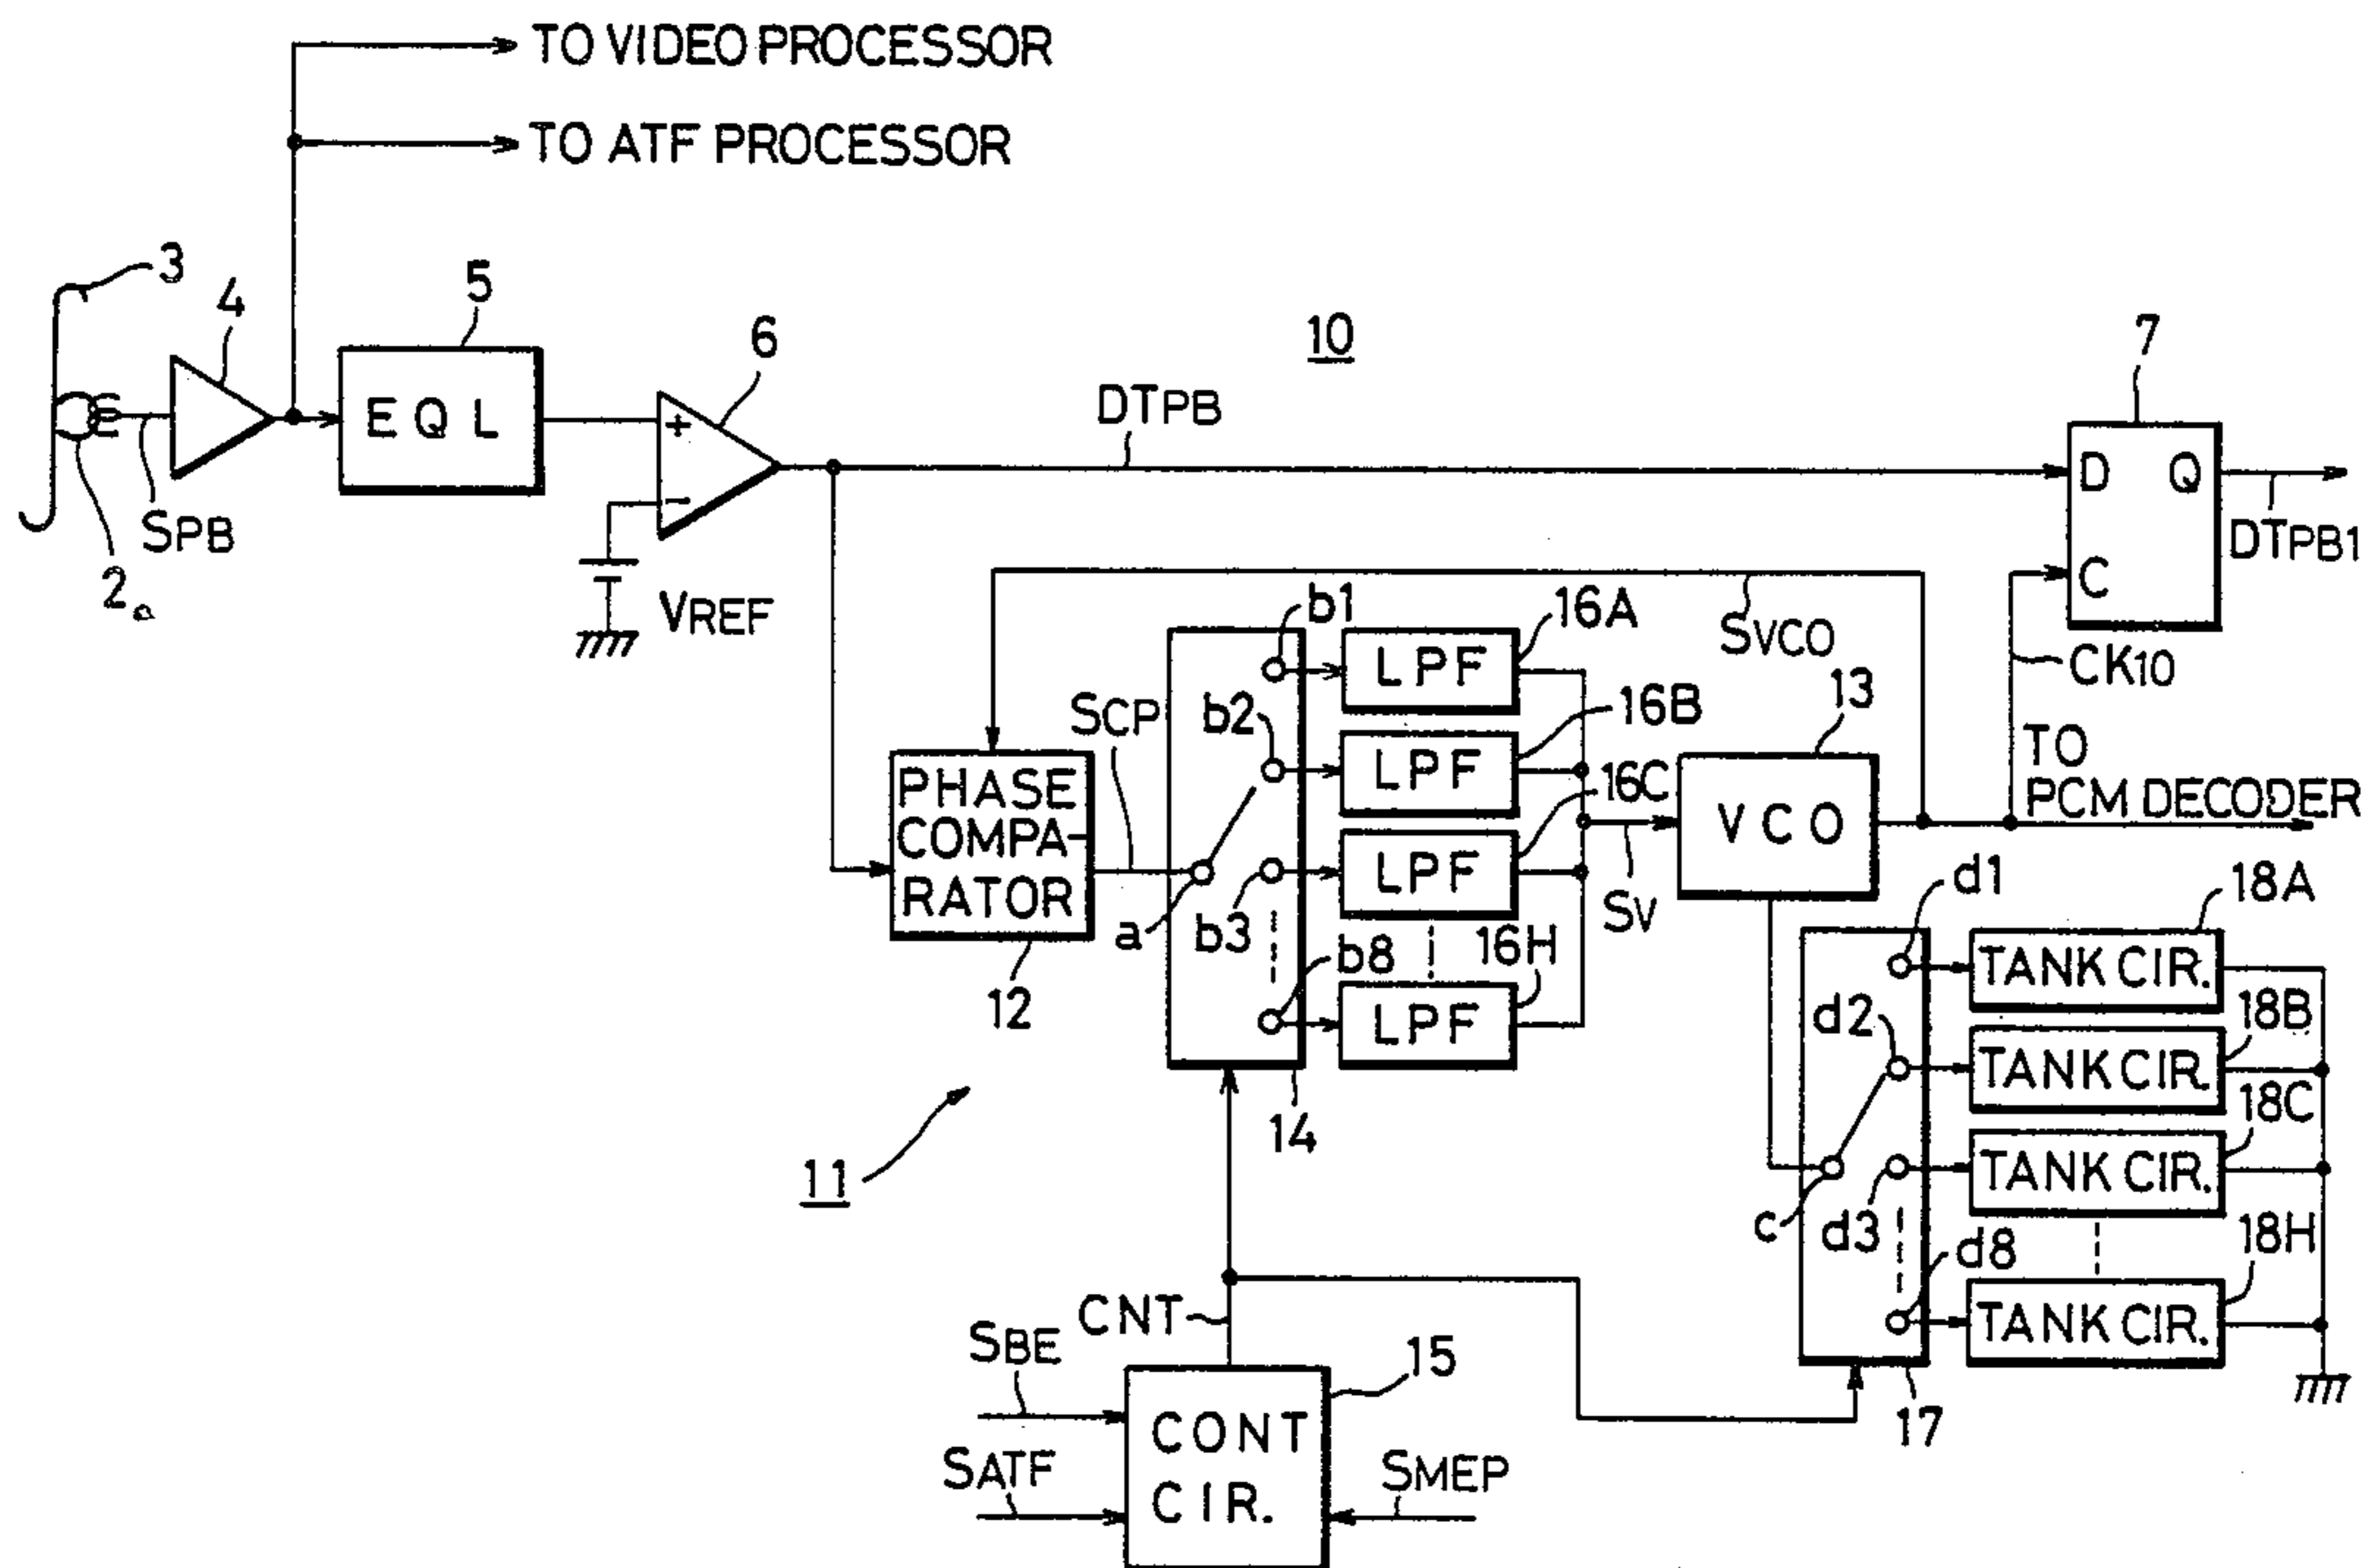 TO VIDEO PROCESSOR
TO ATF PROCESSOR
3
4
5
6
10
7
EQL
+
-
DTPB
D Q
C
DTPB1
SPB
2a
VREF
SVCO
CK10
b1
16A
LPF
b2
16B
LPF
16C
LPF
b3
16H
LPF
b8
a
SCP
PHASE
COMPA-
RATOR
12
13
VCO
SV
TO
PCM DECODER
d1
18A
TANK CIR.
d2
18B
TANK CIR.
18C
TANK CIR.
c
d3
d8
18H
TANK CIR.
11
14
17
CNT
SBE
SATF
15
CONT
CIR.
SMEP